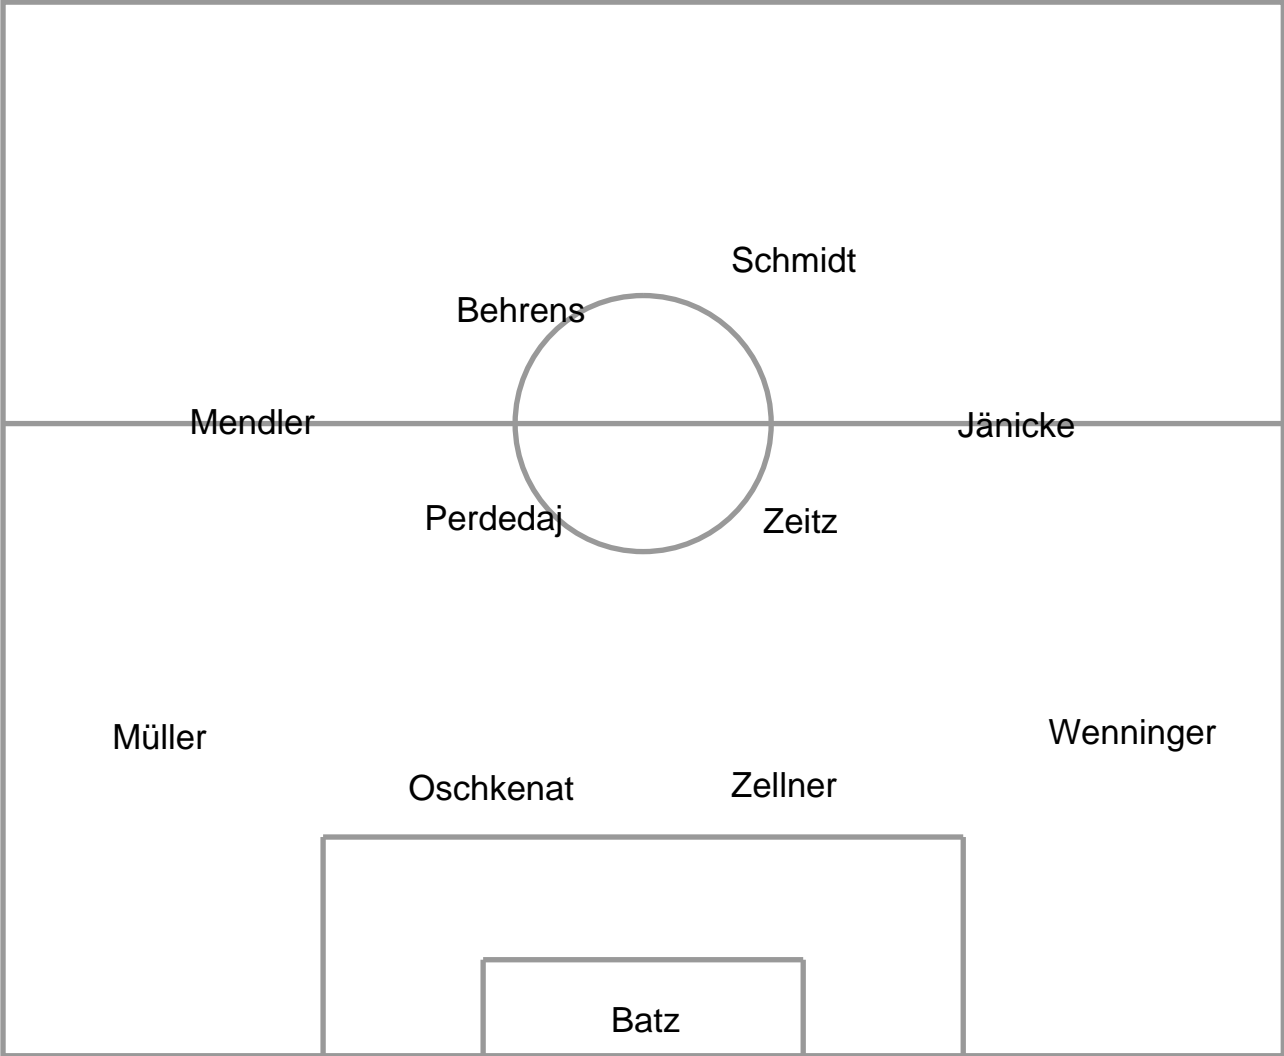 Schmidt
Behrens
Mendler
Jänicke
Perdedaj
Zeitz
Müller
Wenninger
Oschkenat
Zellner
Batz